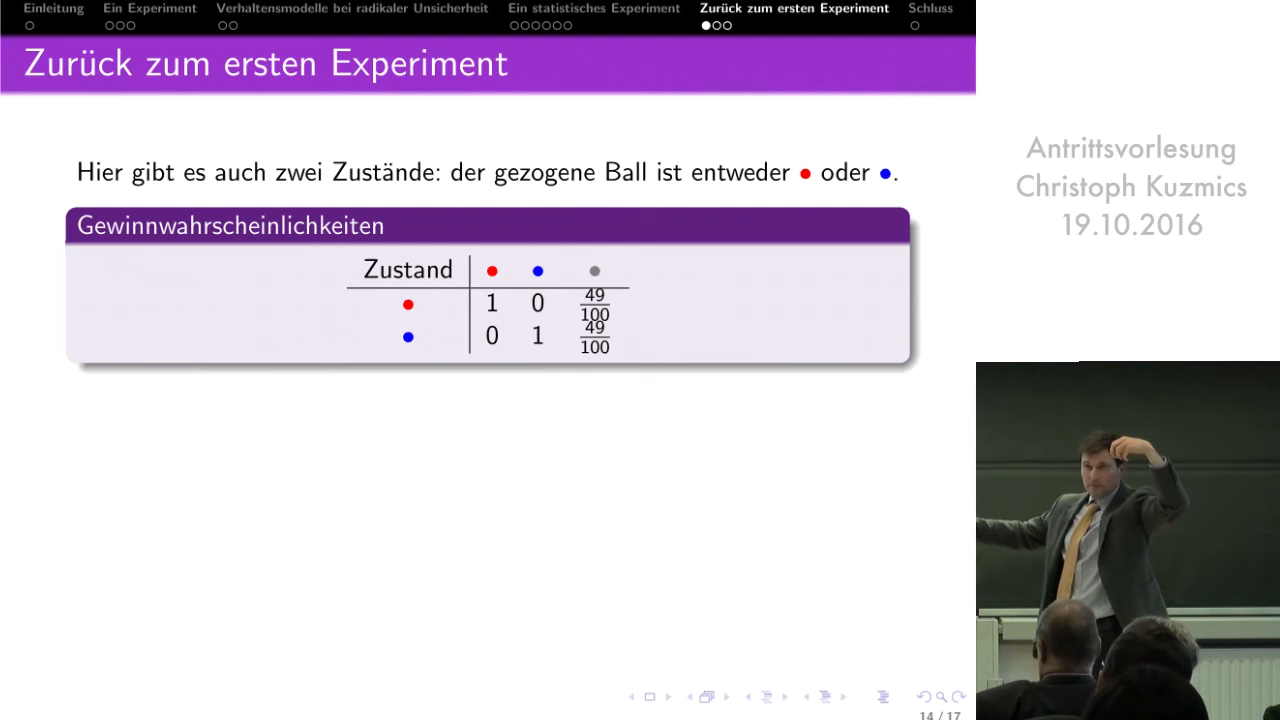 Einleitung Ein Experiment Verhaltensmodelle bei radikaler Unsicherheit Ein statistisches Experiment Zurück zum ersten Experiment Schluss
Zurück zum ersten Experiment
Hier gibt es auch zwei Zustände: der gezogene Ball ist entweder • oder •.
Gewinnwahrscheinlichkeiten
Zustand • • •
• 1 0 49/100
• 0 1 49/100
14 / 17
Antrittsvorlesung
Christoph Kuzmics
19.10.2016